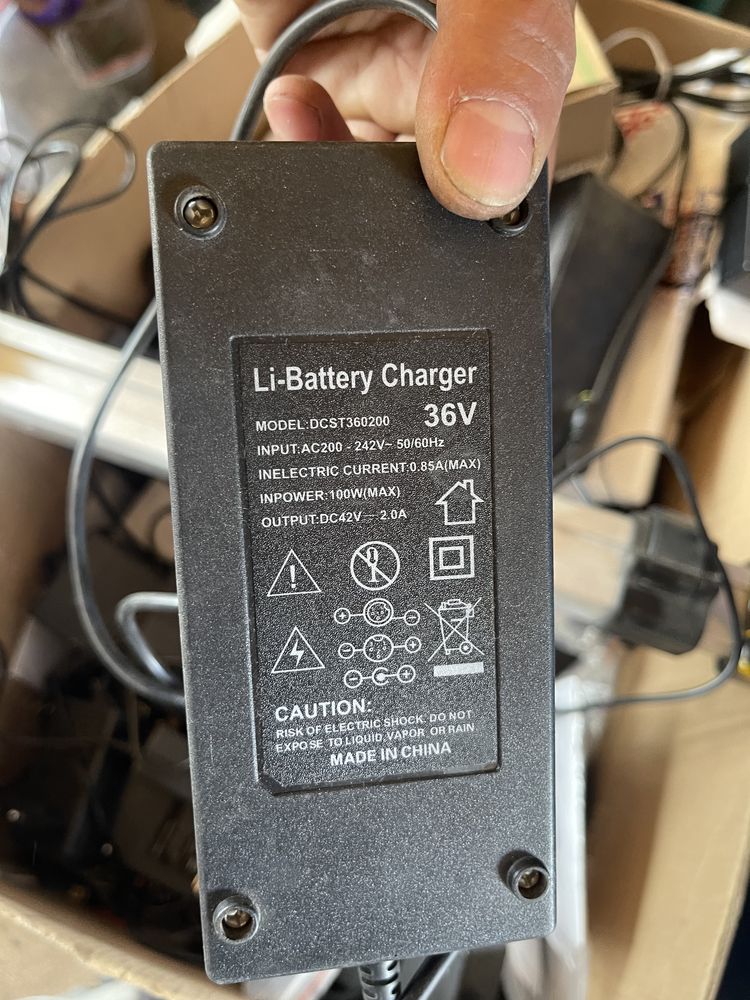 Li-Battery Charger
MODEL:DCST360200 36V
INPUT:AC200 - 242V~ 50/60Hz
INELECTRIC CURRENT:0.85A(MAX)
INPOWER:100W(MAX)
OUTPUT:DC42V⎓2.0A
CAUTION:
RISK OF ELECTRIC SHOCK. DO NOT
EXPOSE TO LIQUID, VAPOR OR RAIN
MADE IN CHINA